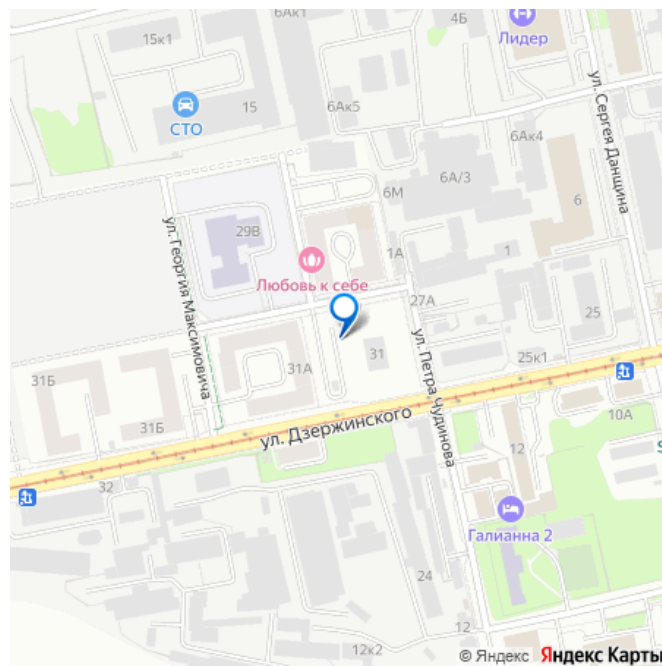 6Ак1
4Б
Лидер
15к1
15
СТО
6Ак5
6Ак4
ул. Сергея Данщина
6А/3
6М
6
ул. Георгия Максимовича
29В
1А
1
Любовь к себе
27А
25
ул. Петра Чудинова
31
31А
25к1
31Б
31Б
ул. Дзержинского
10А
12
32
S
Галианна 2
24
12
12к2
© Яндекс Яндекс Карты